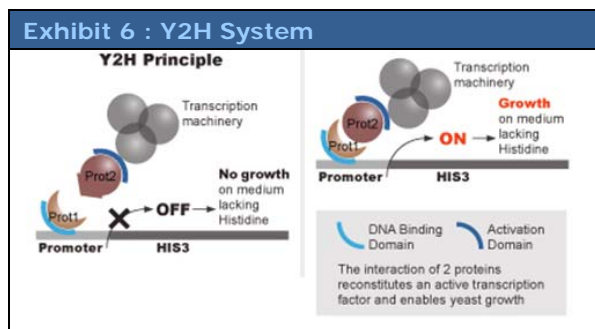 Exhibit 6 : Y2H System
Y2H Principle
Transcription
machinery
Prot2
Prot1
No growth
on medium
lacking
Histidine
OFF
Promoter
HIS3
Transcription
machinery
Prot2
Prot1
Growth
on medium
lacking
Histidine
ON
Promoter
HIS3
DNA Binding
Domain
Activation
Domain
The interaction of 2 proteins
reconstitutes an active transcription
factor and enables yeast growth